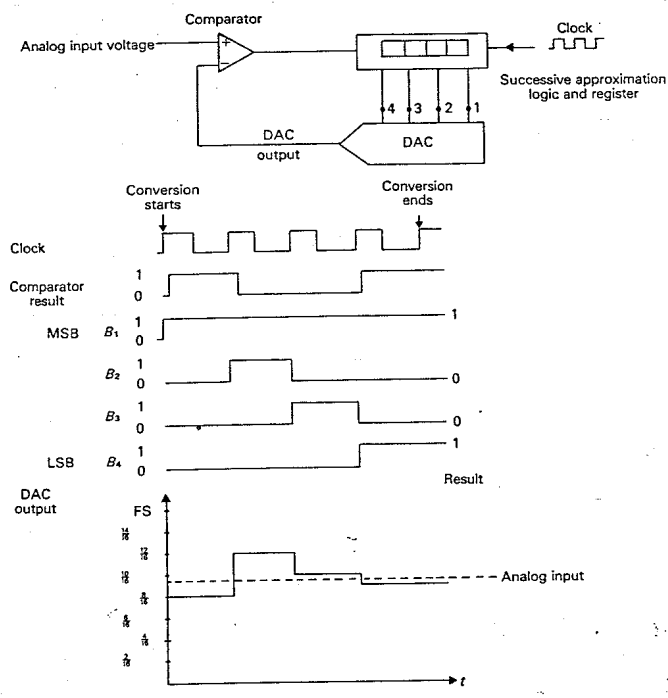 Comparator
Clock
Analog input voltage
+
−
Successive approximation
logic and register
4 3 2 1
DAC
output
DAC
Conversion
starts
Conversion
ends
Clock
Comparator
result
1
0
MSB B₁ 1
0
1
B₂ 1
0
0
B₃ 1
0
0
LSB B₄ 1
0
1
Result
DAC
output
FS
14/16
12/16
10/16
Analog input
8/16
6/16
4/16
2/16
t